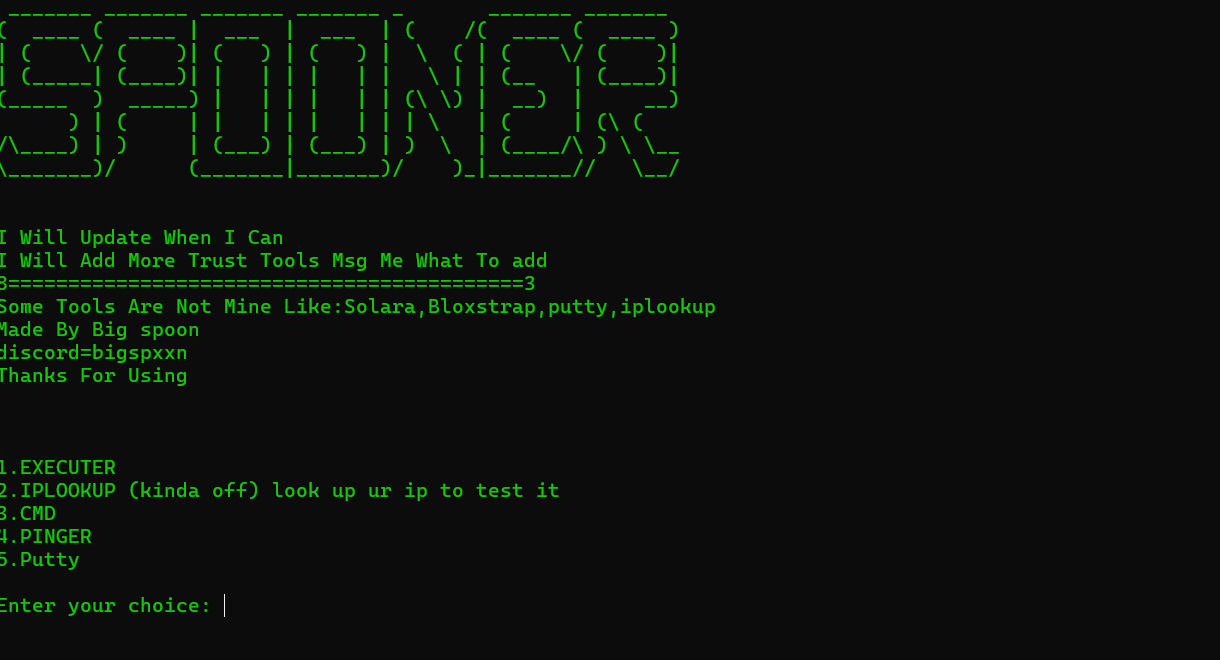 SPOONER
I Will Update When I Can
I Will Add More Trust Tools Msg Me What To add
8===========================================3
Some Tools Are Not Mine Like:Solara,Bloxstrap,putty,iplookup
Made By Big spoon
discord=bigspxxn
Thanks For Using
1.EXECUTER
2.IPLOOKUP (kinda off) look up ur ip to test it
3.CMD
4.PINGER
5.Putty
Enter your choice: